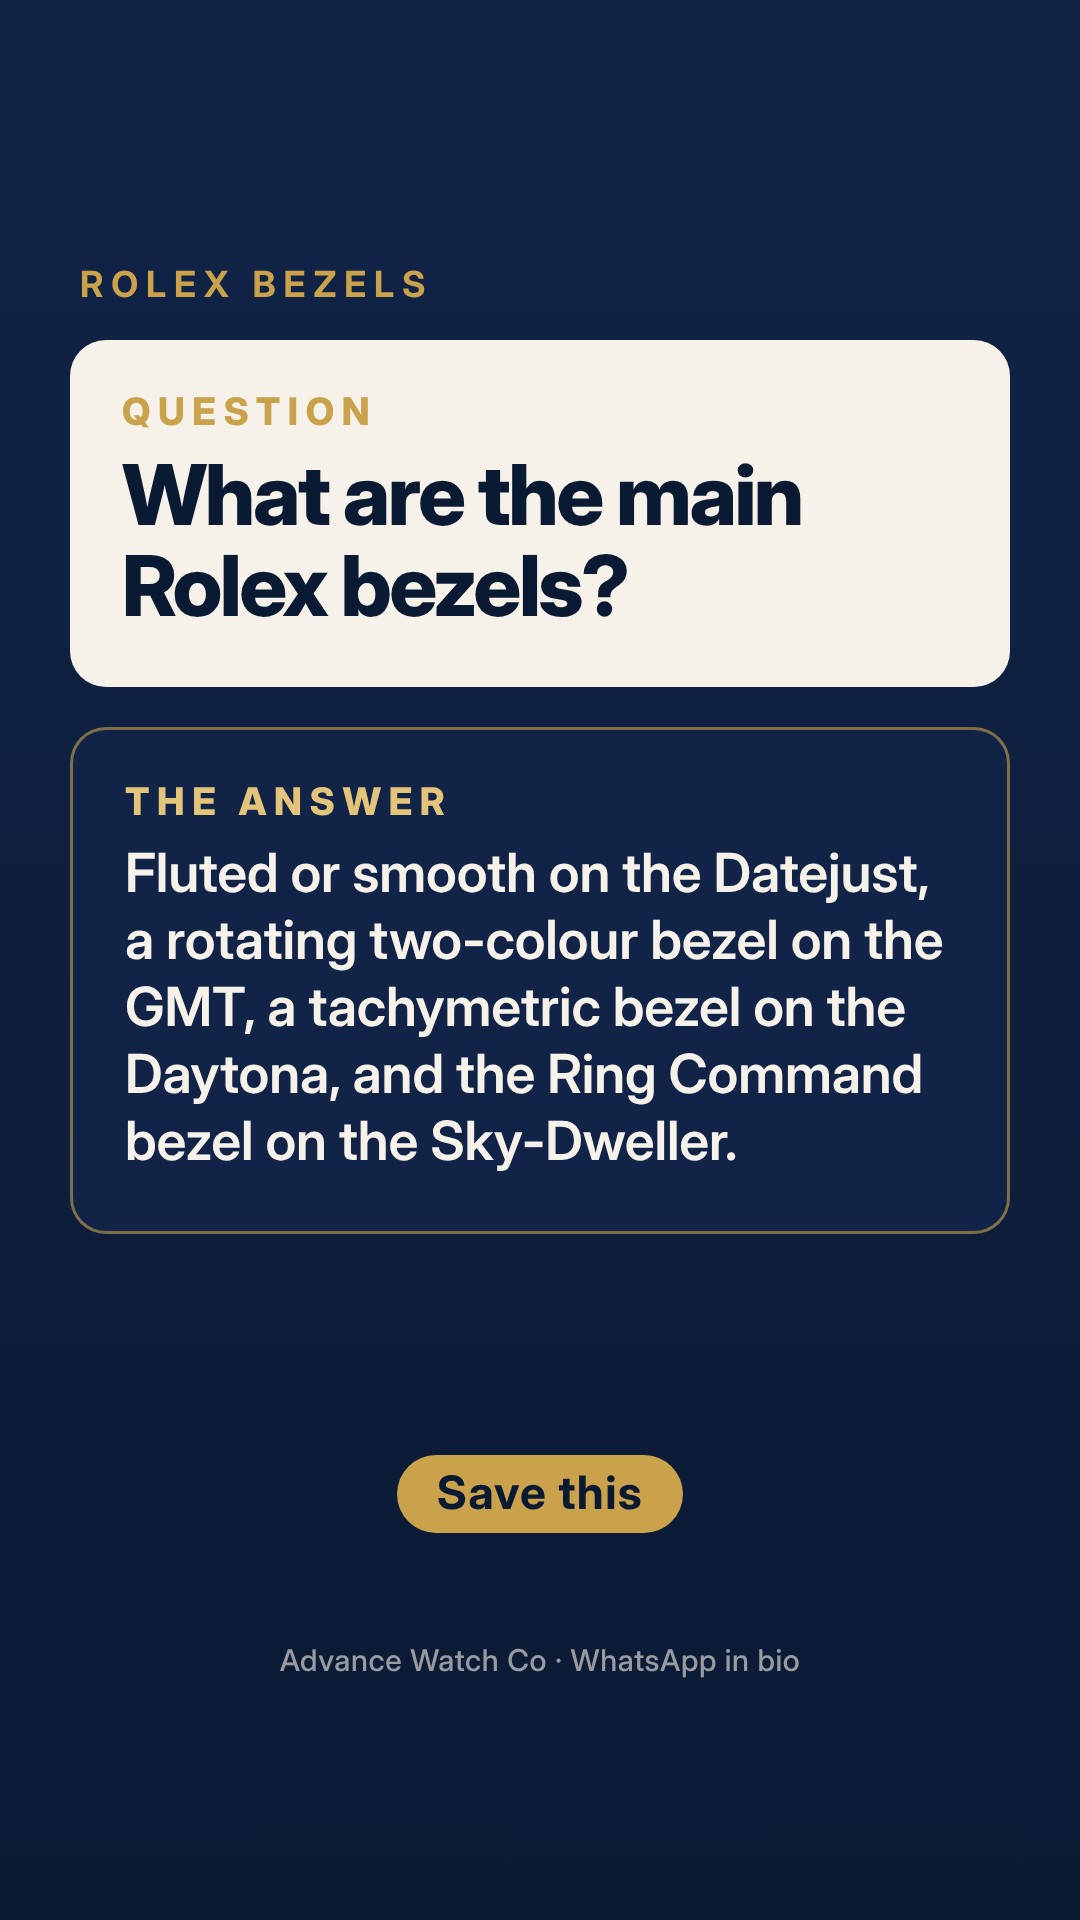 ROLEX BEZELS
QUESTION
What are the main
Rolex bezels?
THE ANSWER
Fluted or smooth on the Datejust,
a rotating two-colour bezel on the
GMT, a tachymetric bezel on the
Daytona, and the Ring Command
bezel on the Sky-Dweller.
Save this
Advance Watch Co · WhatsApp in bio